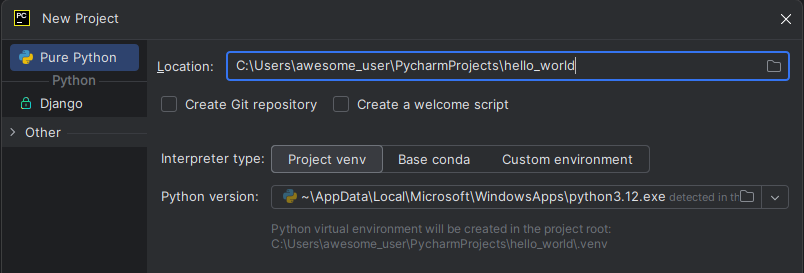 PC New Project
Pure Python
Python
Django
Other
Location: C:\Users\awesome_user\PycharmProjects\hello_world
Create Git repository Create a welcome script
Interpreter type: Project venv Base conda Custom environment
Python version: ~\AppData\Local\Microsoft\WindowsApps\python3.12.exe detected in th
Python virtual environment will be created in the project root:
C:\Users\awesome_user\PycharmProjects\hello_world\.venv